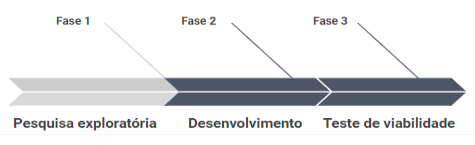 Fase 1 Fase 2 Fase 3
Pesquisa exploratória Desenvolvimento Teste de viabilidade